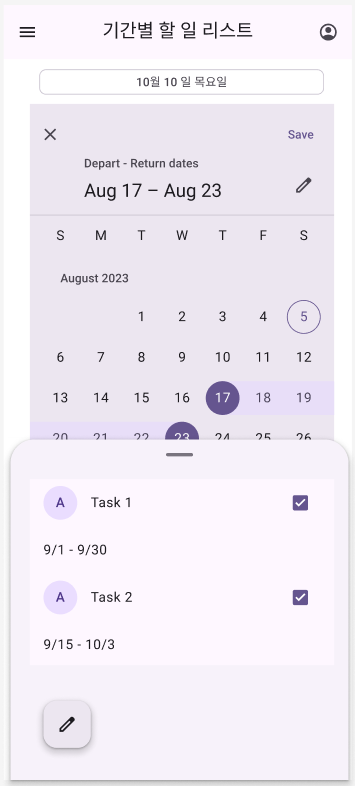 기간별 할 일 리스트
10월 10 일 목요일
Save
Depart - Return dates
Aug 17 – Aug 23
S M T W T F S
August 2023
1 2 3 4 5
6 7 8 9 10 11 12
13 14 15 16 17 18 19
20 21 22 23 24 25 26
A Task 1
9/1 - 9/30
A Task 2
9/15 - 10/3